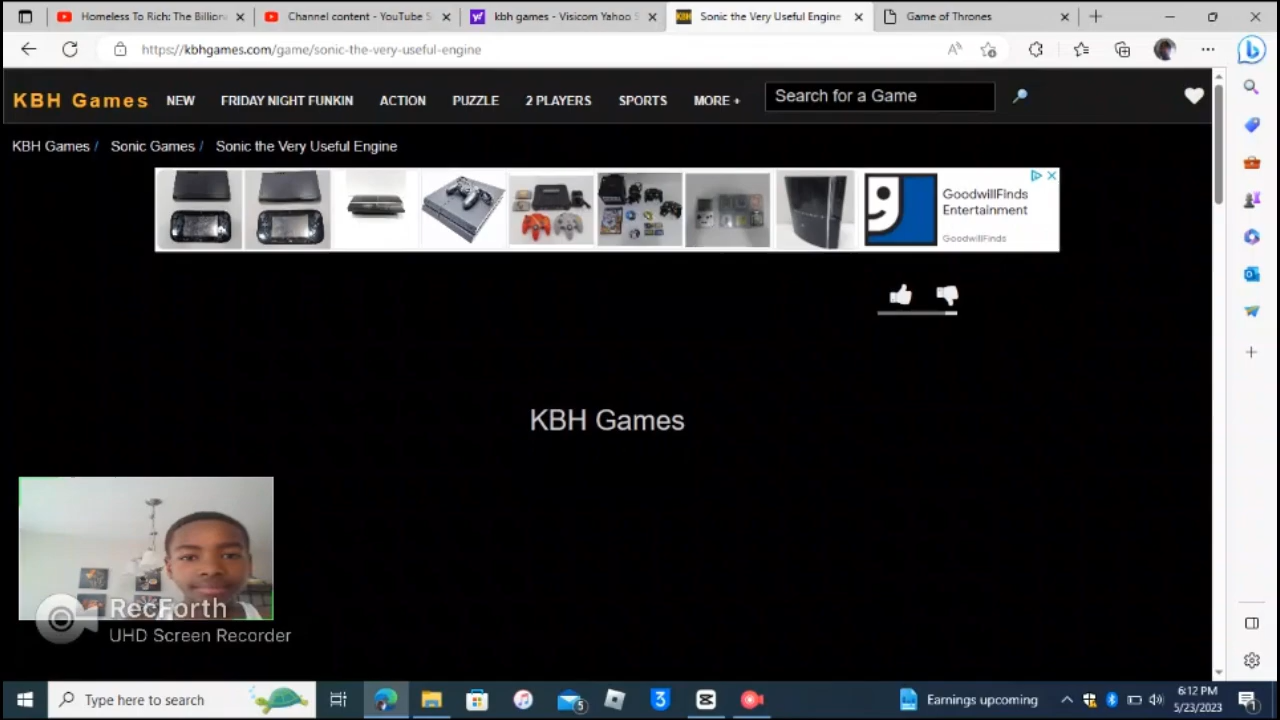 Homeless To Rich: The Billion
Channel content - YouTube S
kbh games - Visicom Yahoo S
Sonic the Very Useful Engine
Game of Thrones
https://kbhgames.com/game/sonic-the-very-useful-engine
KBH Games NEW FRIDAY NIGHT FUNKIN ACTION PUZZLE 2 PLAYERS SPORTS MORE + Search for a Game
KBH Games / Sonic Games / Sonic the Very Useful Engine
GoodwillFinds
Entertainment
GoodwillFinds
KBH Games
RecForth
UHD Screen Recorder
Type here to search
5
3
Earnings upcoming
6:12 PM
5/23/2023
1